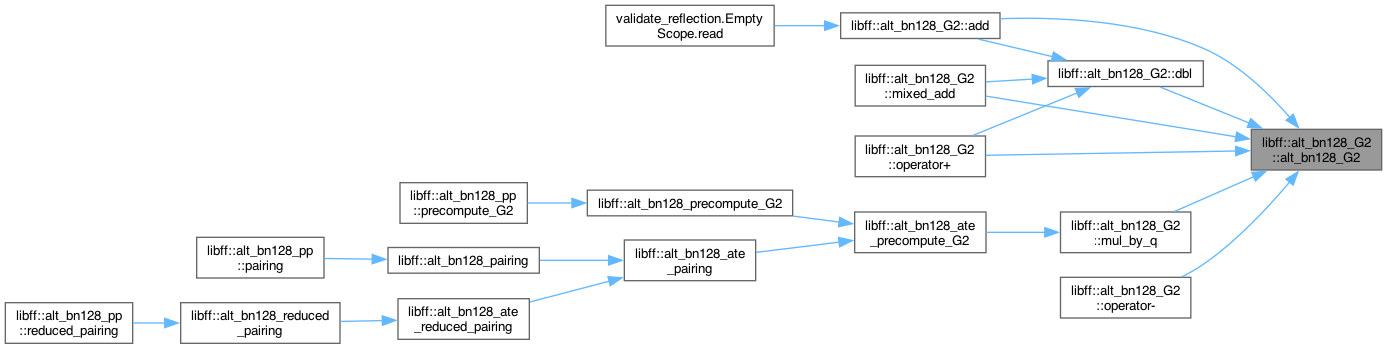 validate_reflection.Empty
Scope.read
libff::alt_bn128_G2::add
libff::alt_bn128_G2::dbl
libff::alt_bn128_G2
::mixed_add
libff::alt_bn128_G2
::operator+
libff::alt_bn128_G2
::alt_bn128_G2
libff::alt_bn128_pp
::precompute_G2
libff::alt_bn128_precompute_G2
libff::alt_bn128_ate
_precompute_G2
libff::alt_bn128_G2
::mul_by_q
libff::alt_bn128_pp
::pairing
libff::alt_bn128_pairing
libff::alt_bn128_ate
_pairing
libff::alt_bn128_G2
::operator-
libff::alt_bn128_pp
::reduced_pairing
libff::alt_bn128_reduced
_pairing
libff::alt_bn128_ate
_reduced_pairing